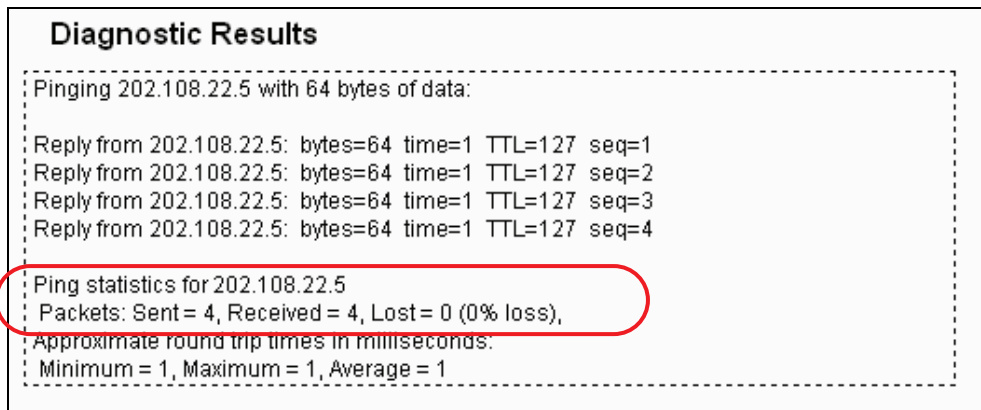 Diagnostic Results
Pinging 202.108.22.5 with 64 bytes of data:
Reply from 202.108.22.5: bytes=64 time=1 TTL=127 seq=1
Reply from 202.108.22.5: bytes=64 time=1 TTL=127 seq=2
Reply from 202.108.22.5: bytes=64 time=1 TTL=127 seq=3
Reply from 202.108.22.5: bytes=64 time=1 TTL=127 seq=4
Ping statistics for 202.108.22.5
Packets: Sent = 4, Received = 4, Lost = 0 (0% loss),
Approximate round trip times in milliseconds:
Minimum = 1, Maximum = 1, Average = 1